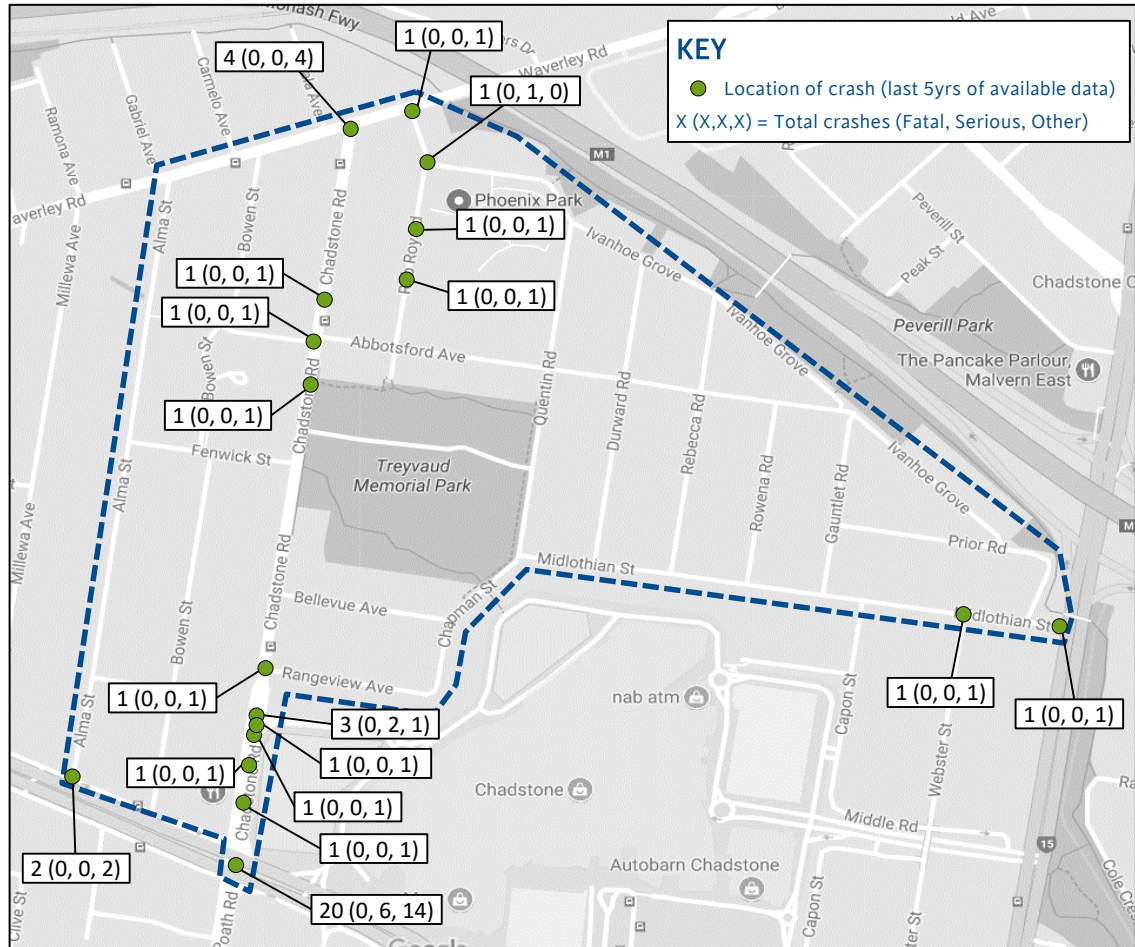 Monash Fwy
1 (0, 0, 1)
Waverley Rd
4 (0, 0, 4)
KEY
Location of crash (last 5yrs of available data)
X (X,X,X) = Total crashes (Fatal, Serious, Other)
Carmelo Ave
Gabriel Ave
Ramona Ave
1 (0, 1, 0)
M1
Phoenix Park
Alma St
Bowen St
Chadstone Rd
1 (0, 0, 1)
Millewa Ave
Ivanhoe Grove
Peverill St
Peak St
1 (0, 0, 1)
1 (0, 0, 1)
1 (0, 0, 1)
Ivanhoe Grove
Peverill Park
Abbotsford Ave
The Pancake Parlour,
Malvern East
Bowen St
Chadstone Rd
1 (0, 0, 1)
Quentin Rd
Durward Rd
Rebecca Rd
Fenwick St
Treyvaud
Memorial Park
Ivanhoe Grove
Alma St
Rowena Rd
Gauntlet Rd
Prior Rd
Millewa Ave
Chadstone Rd
Midlothian St
Bellevue Ave
Chapman St
Bowen St
Midlothian St
Rangeview Ave
1 (0, 0, 1)
nab atm
1 (0, 0, 1)
1 (0, 0, 1)
Alma St
3 (0, 2, 1)
Capon St
Webster St
1 (0, 0, 1)
1 (0, 0, 1)
Chadstone Rd
1 (0, 0, 1)
Chadstone
Middle Rd
1 (0, 0, 1)
15
2 (0, 0, 2)
Autobarn Chadstone
20 (0, 6, 14)
Clive St
Poath Rd
Capon St
Google